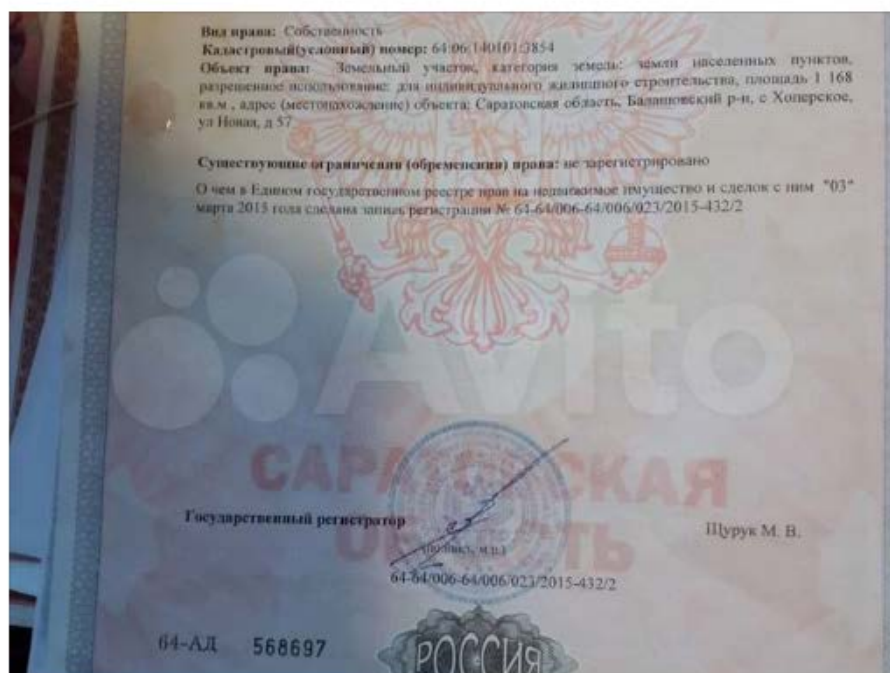 Вид права: Собственность
Кадастровый(условный) номер: 64:06:140101:3854
Объект права: Земельный участок, категория земель: земли населенных пунктов,
разрешенное использование: для индивидуального жилищного строительства, площадь 1 168
кв.м , адрес (местонахождение) объекта: Саратовская область, Балашовский р-н, с Хоперское,
ул Новая, д 57
Существующие ограничения (обременения) права: не зарегистрировано
О чем в Едином государственном реестре прав на недвижимое имущество и сделок с ним "03"
марта 2015 года сделана запись регистрации № 64-64/006-64/006/023/2015-432/2
Avito
САРАТОВСКАЯ
ОБЛАСТЬ
Государственный регистратор
Щурук М. В.
(подпись, м.п.)
64-64/006-64/006/023/2015-432/2
64-АД 568697
РОССИЯ